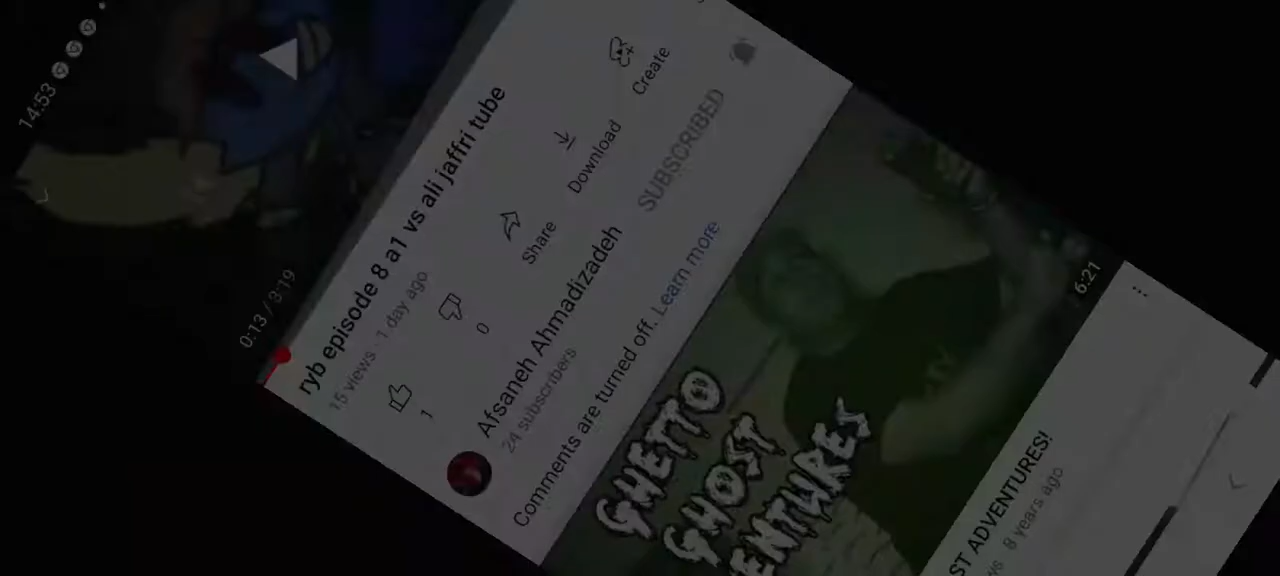 14:53
0:13 / 3:19
ryb episode 8 a1 vs ali jaffri tube
15 views · 1 day ago
1
0
Share
Download
Create
Afsaneh Ahmadizadeh
24 subscribers
SUBSCRIBED
Comments are turned off. Learn more
6:21
GHETTO
GHOST
ADVENTURES!
8 years ago